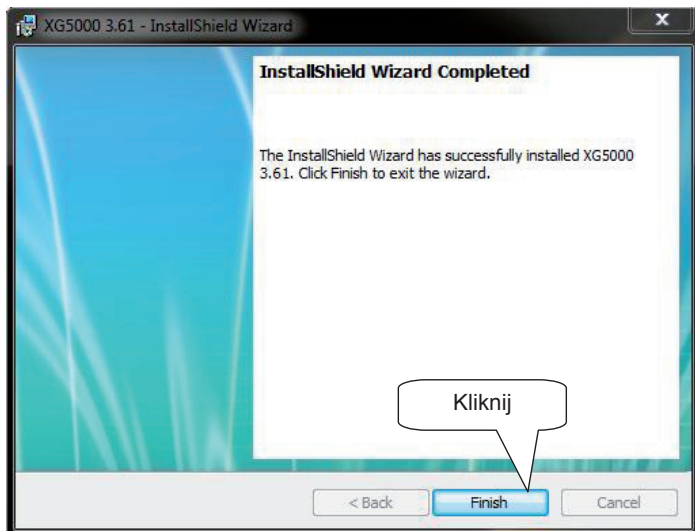 XG5000 3.61 - InstallShield Wizard
x
InstallShield Wizard Completed
The InstallShield Wizard has successfully installed XG5000
3.61. Click Finish to exit the wizard.
Kliknij
< Back Finish Cancel